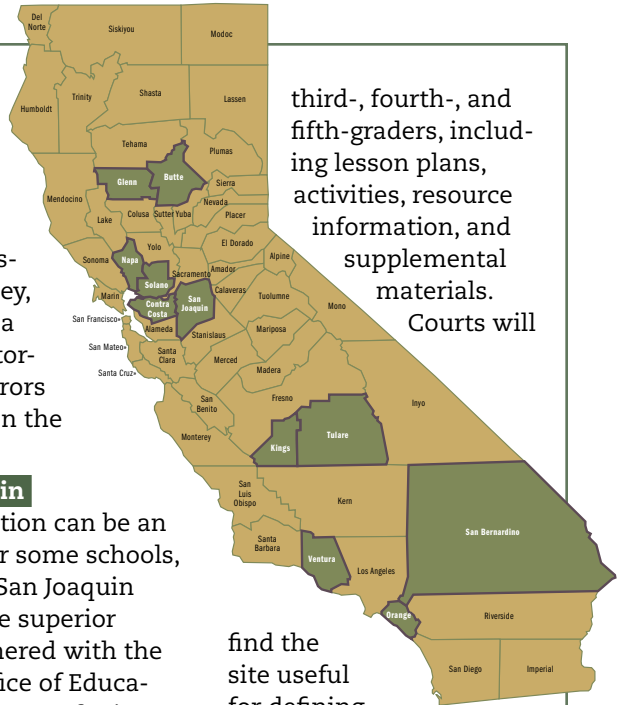 Del
Norte
Siskiyou
Modoc
Humboldt
Trinity
Shasta
Lassen
Tehama
Plumas
Glenn
Butte
Sierra
Mendocino
Nevada
Lake
Colusa
Sutter
Yuba
Placer
Yolo
El Dorado
Sonoma
Napa
Sacramento
Amador
Alpine
Solano
Marin
Contra
Costa
San
Joaquin
Calaveras
Tuolumne
Mono
San Francisco
Alameda
Stanislaus
Mariposa
San Mateo
Santa
Clara
Merced
Santa Cruz
Madera
San
Benito
Fresno
Inyo
Monterey
Kings
Tulare
San
Luis
Obispo
Kern
San Bernardino
Santa
Barbara
Ventura
Los Angeles
Orange
Riverside
San Diego
Imperial
s-
ey,
a
tor-
rors
n the
in
tion can be an
r some schools,
San Joaquin
e superior
nered with the
fice of Educa-
third-, fourth-, and
fifth-graders, includ-
ing lesson plans,
activities, resource
information, and
supplemental
materials.
Courts will
find the
site useful
for defining